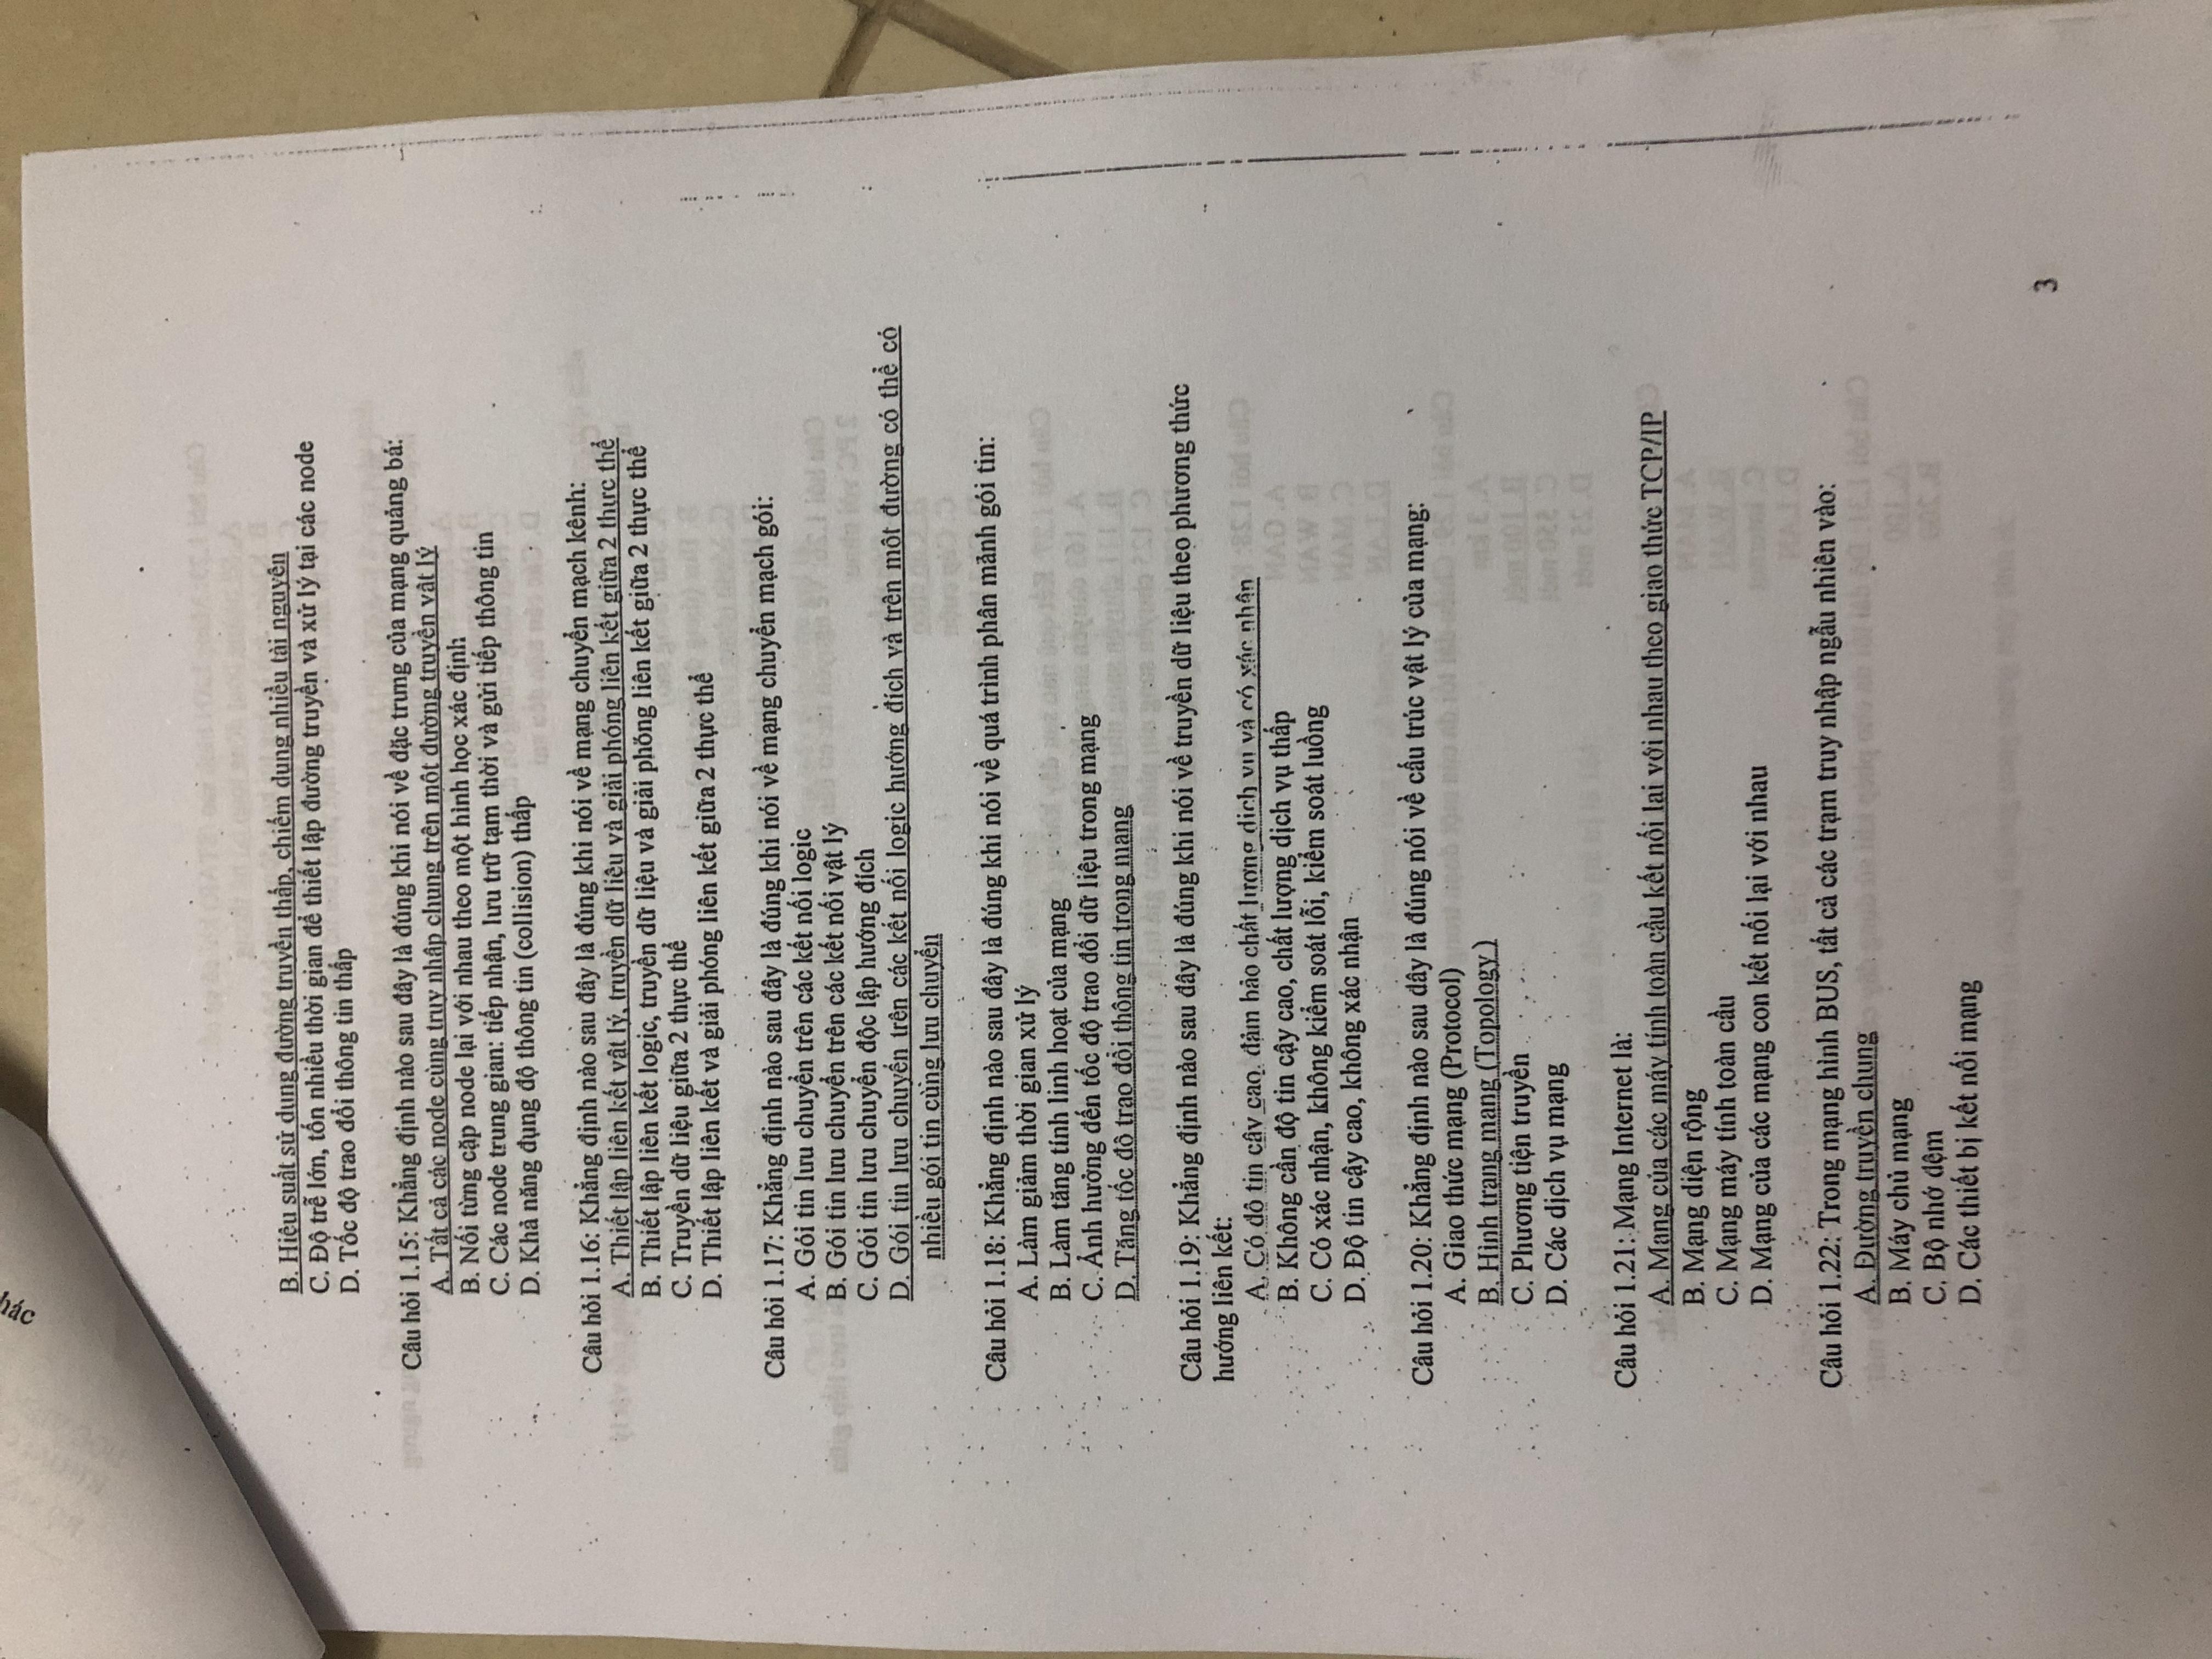 hác
B. Hiệu suất sử dụng đường truyền thấp, chiếm dụng nhiều tài nguyên
C. Độ trễ lớn, tốn nhiều thời gian để thiết lập đường truyền và xử lý tại các node
D. Tốc độ trao đổi thông tin thấp
Câu hỏi 1.15: Khẳng định nào sau đây là đúng khi nói về đặc trưng của mạng quảng bá:
A. Tất cả các node cùng truy nhập chung trên một đường truyền vật lý
B. Nối từng cặp node lại với nhau theo một hình học xác định
C. Các node trung gian: tiếp nhận, lưu trữ tạm thời và gửi tiếp thông tin
D. Khả năng đụng độ thông tin (collision) thấp
Câu hỏi 1.16: Khẳng định nào sau đây là đúng khi nói về mạng chuyển mạch kênh:
A. Thiết lập liên kết vật lý, truyền dữ liệu và giải phóng liên kết giữa 2 thực thể
B. Thiết lập liên kết logic, truyền dữ liệu và giải phóng liên kết giữa 2 thực thể
C. Truyền dữ liệu giữa 2 thực thể
D. Thiết lập liên kết và giải phóng liên kết giữa 2 thực thể
Câu hỏi 1.17: Khẳng định nào sau đây là đúng khi nói về mạng chuyển mạch gói:
A. Gói tin lưu chuyển trên các kết nối logic
B. Gói tin lưu chuyển trên các kết nối vật lý
C. Gói tin lưu chuyển độc lập hướng đích
D. Gói tin lưu chuyển trên các kết nối logic hướng đích và trên một đường có thể có
nhiều gói tin cùng lưu chuyển
Câu hỏi 1.18: Khẳng định nào sau đây là đúng khi nói về quá trình phân mảnh gói tin:
A. Làm giảm thời gian xử lý
B. Làm tăng tính linh hoạt của mạng
C. Ảnh hưởng đến tốc độ trao đổi dữ liệu trong mạng
D. Tăng tốc độ trao đổi thông tin trong mạng
Câu hỏi 1.19: Khẳng định nào sau đây là đúng khi nói về truyền dữ liệu theo phương thức
hướng liên kết:
A. Có độ tin cậy cao, đảm bảo chất lượng dịch vụ và có xác nhận
B. Không cần độ tin cậy cao, chất lượng dịch vụ thấp
C. Có xác nhận, không kiểm soát lỗi, kiểm soát luồng
D. Độ tin cậy cao, không xác nhận
Câu hỏi 1.20: Khẳng định nào sau đây là đúng nói về cấu trúc vật lý của mạng:
A. Giao thức mạng (Protocol)
B. Hình trạng mạng (Topology )
C. Phương tiện truyền
D. Các dịch vụ mạng
Câu hỏi 1.21: Mạng Internet là:
A. Mạng của các máy tính toàn cầu kết nối lại với nhau theo giao thức TCP/IP
B. Mạng diện rộng
C. Mạng máy tính toàn cầu
D. Mạng của các mạng con kết nối lại với nhau
Câu hỏi 1.22: Trong mạng hình BUS, tất cả các trạm truy nhập ngẫu nhiên vào:
A. Đường truyền chung
B. Máy chủ mạng
C. Bộ nhớ đệm
D. Các thiết bị kết nối mạng
3